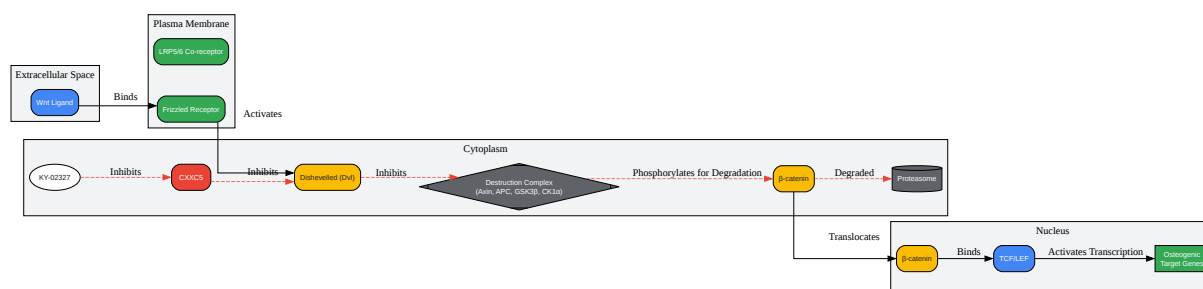 Plasma Membrane
LRP5/6 Co-receptor
Extracellular Space
Wnt Ligand
Binds
Frizzled Receptor
Activates
Cytoplasm
KY-02327
Inhibits
CXXC5
Inhibits
Dishevelled (Dvl)
Inhibits
Destruction Complex
(Axin, APC, GSK3β, CK1α)
Phosphorylates for Degradation
β-catenin
Degraded
Proteasome
Translocates
Nucleus
β-catenin
Binds
TCF/LEF
Activates Transcription
Osteogenic
Target Genes